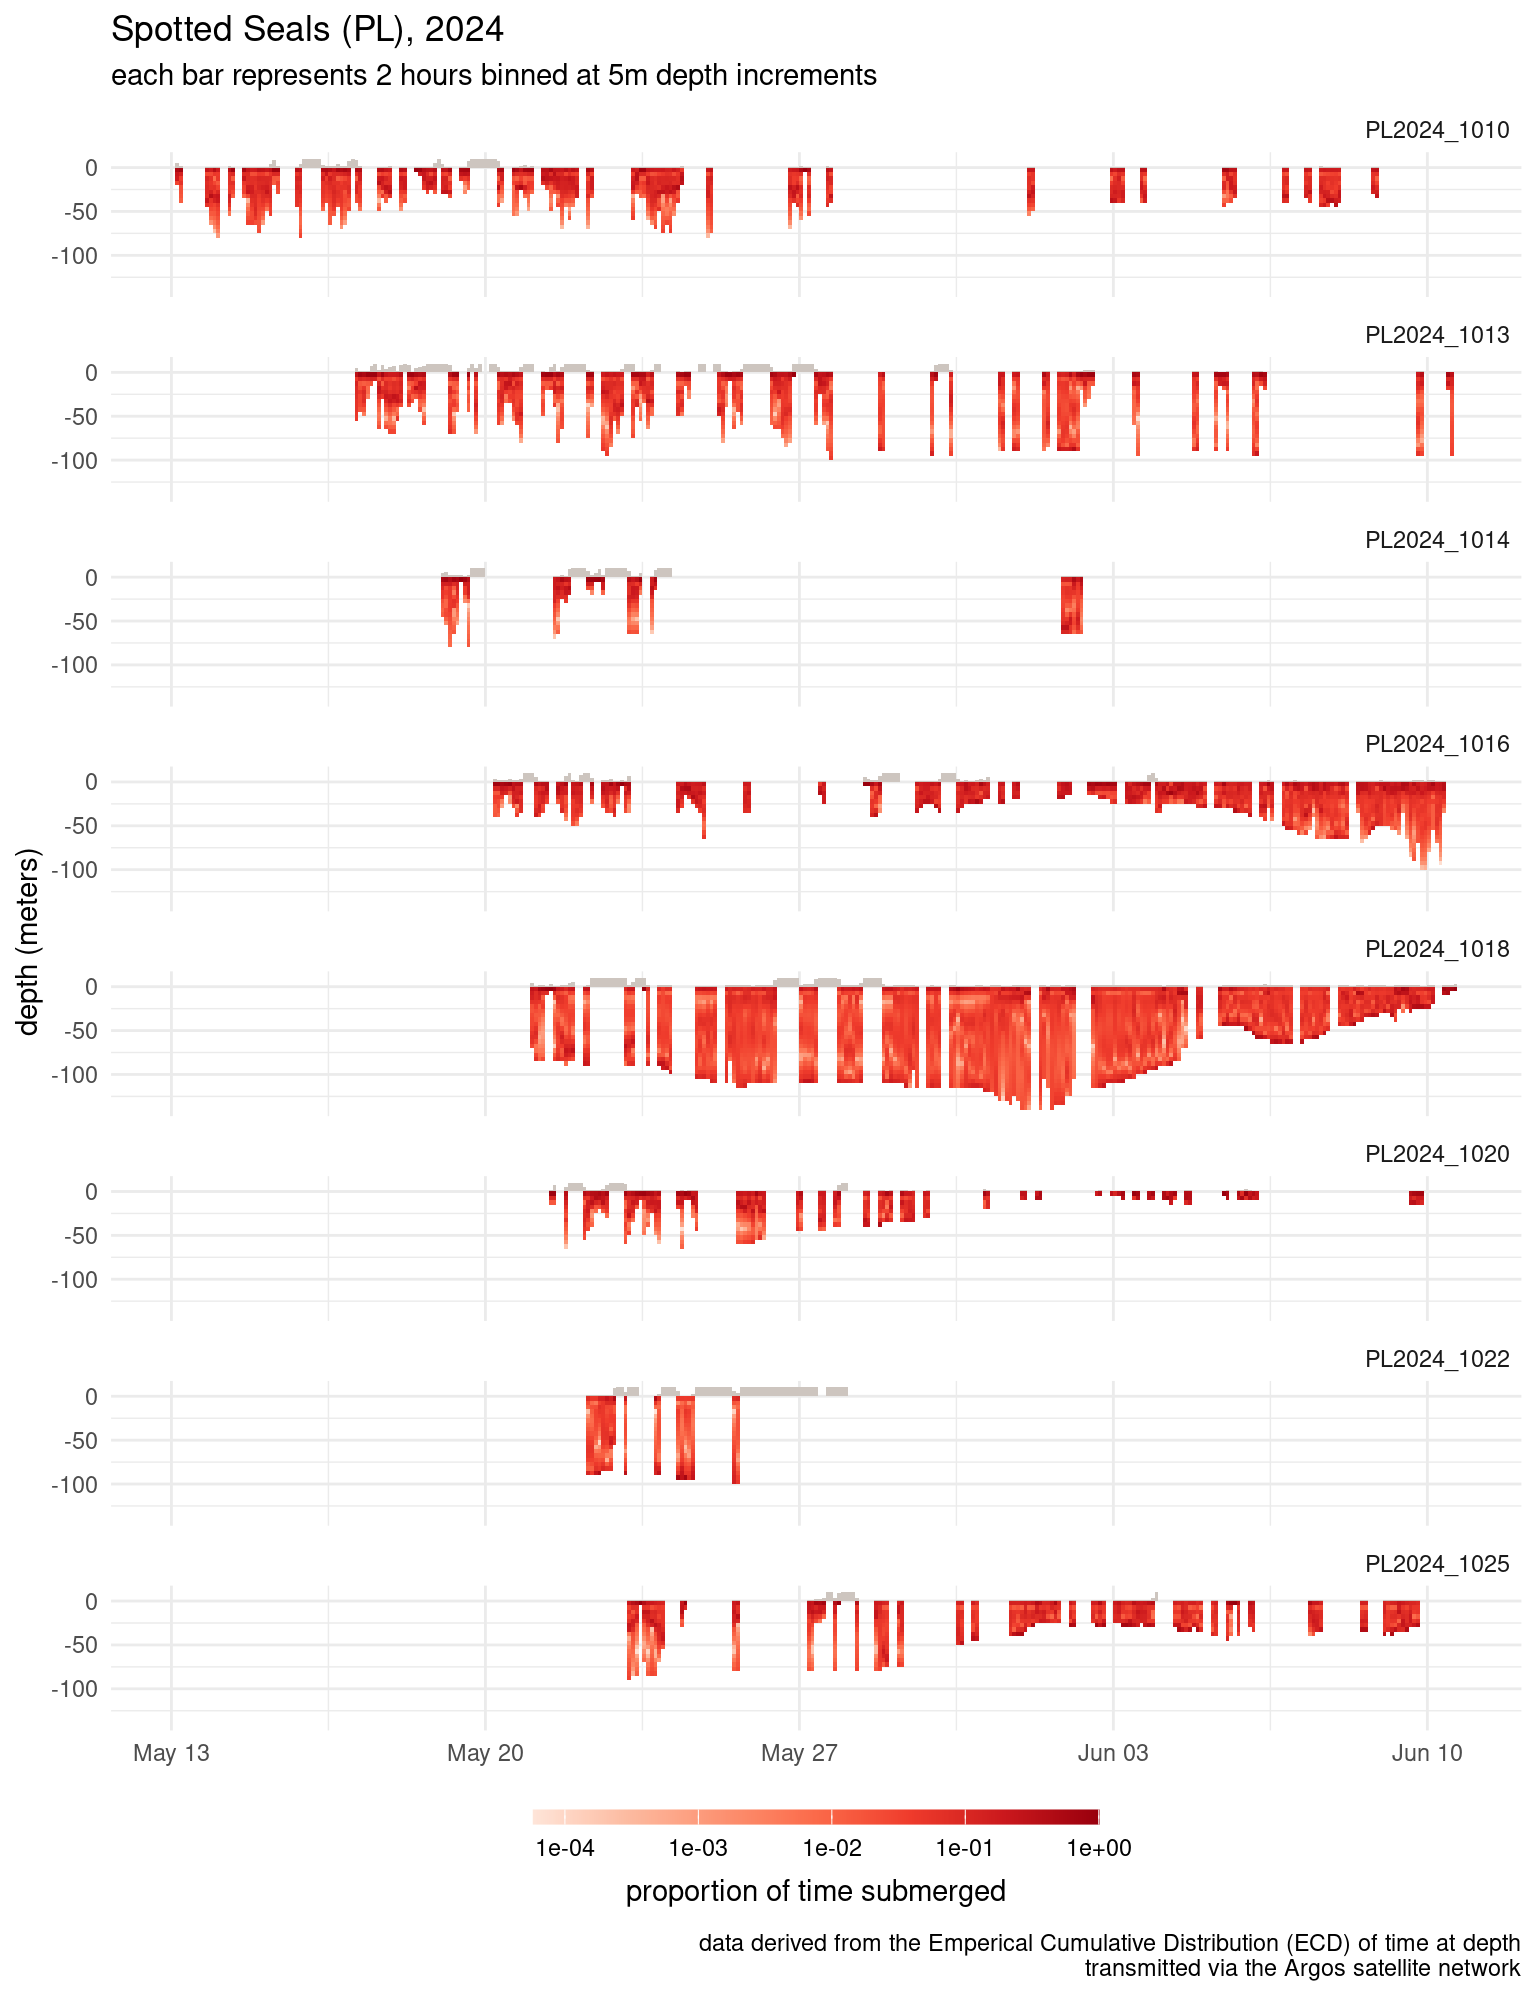 Spotted Seals (PL), 2024
each bar represents 2 hours binned at 5m depth increments
PL2024_1010
0
-50
-100
PL2024_1013
0
-50
-100
PL2024_1014
0
-50
-100
PL2024_1016
0
-50
-100
depth (meters)
PL2024_1018
0
-50
-100
PL2024_1020
0
-50
-100
PL2024_1022
0
-50
-100
PL2024_1025
0
-50
-100
May 13 May 20 May 27 Jun 03 Jun 10
1e-04 1e-03 1e-02 1e-01 1e+00
proportion of time submerged
data derived from the Emperical Cumulative Distribution (ECD) of time at depth
transmitted via the Argos satellite network